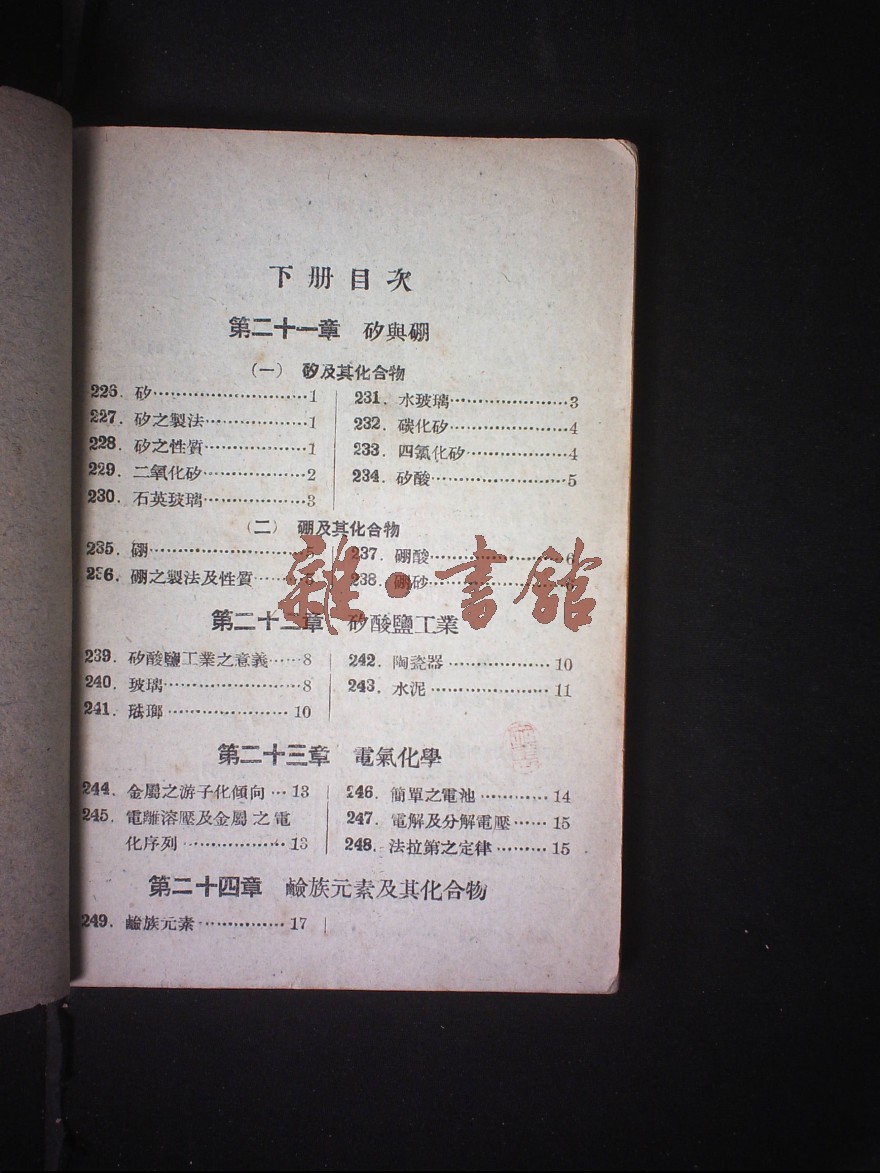 下册目次
第二十一章 矽與硼
(一) 矽及其化合物
226. 矽…………………………1
227. 矽之製法…………………1
228. 矽之性質…………………1
229. 二氧化矽…………………2
230. 石英玻璃…………………3
231. 水玻璃……………………3
232. 碳化矽……………………4
233. 四氯化矽…………………4
234. 矽酸………………………5
(二) 硼及其化合物
235. 硼…………………………
236. 硼之製法及性質…………
237. 硼酸………………………6
238. 硼砂………………………
第二十二章 矽酸鹽工業
239. 矽酸鹽工業之意義……8
240. 玻璃………………………8
241. 珐瑯……………………10
242. 陶瓷器…………………10
243. 水泥……………………11
第二十三章 電氣化學
244. 金屬之游子化傾向…13
245. 電離溶壓及金屬之電
化序列…………………13
246. 簡單之電池……………14
247. 電解及分解電壓……15
248. 法拉第之定律…………15
第二十四章 鹼族元素及其化合物
249. 鹼族元素………………17
雜·書館